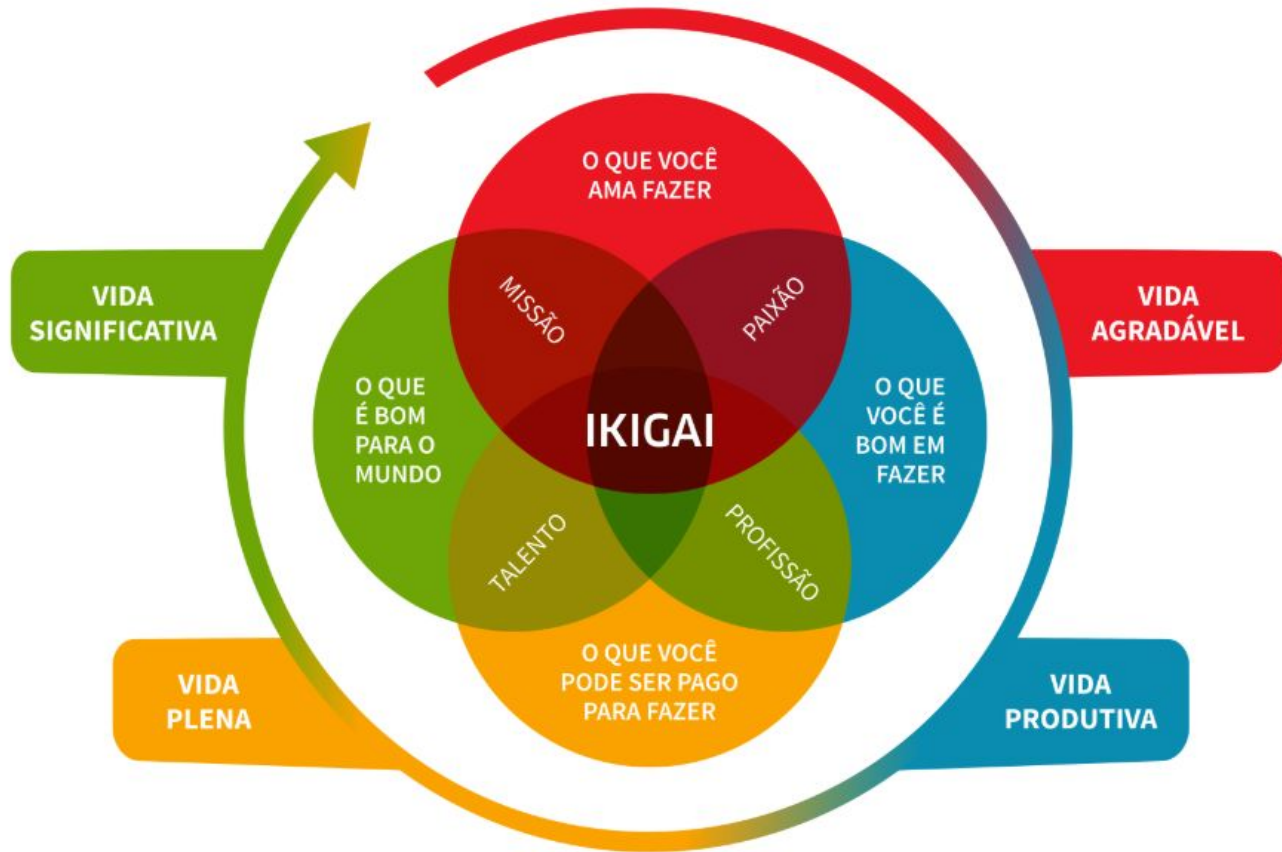 O QUE VOCÊ
AMA FAZER
MISSÃO
PAIXÃO
VIDA
SIGNIFICATIVA
VIDA
AGRADÁVEL
O QUE
É BOM
PARA O
MUNDO
IKIGAI
O QUE
VOCÊ É
BOM EM
FAZER
TALENTO
PROFISSÃO
O QUE VOCÊ
PODE SER PAGO
PARA FAZER
VIDA
PLENA
VIDA
PRODUTIVA